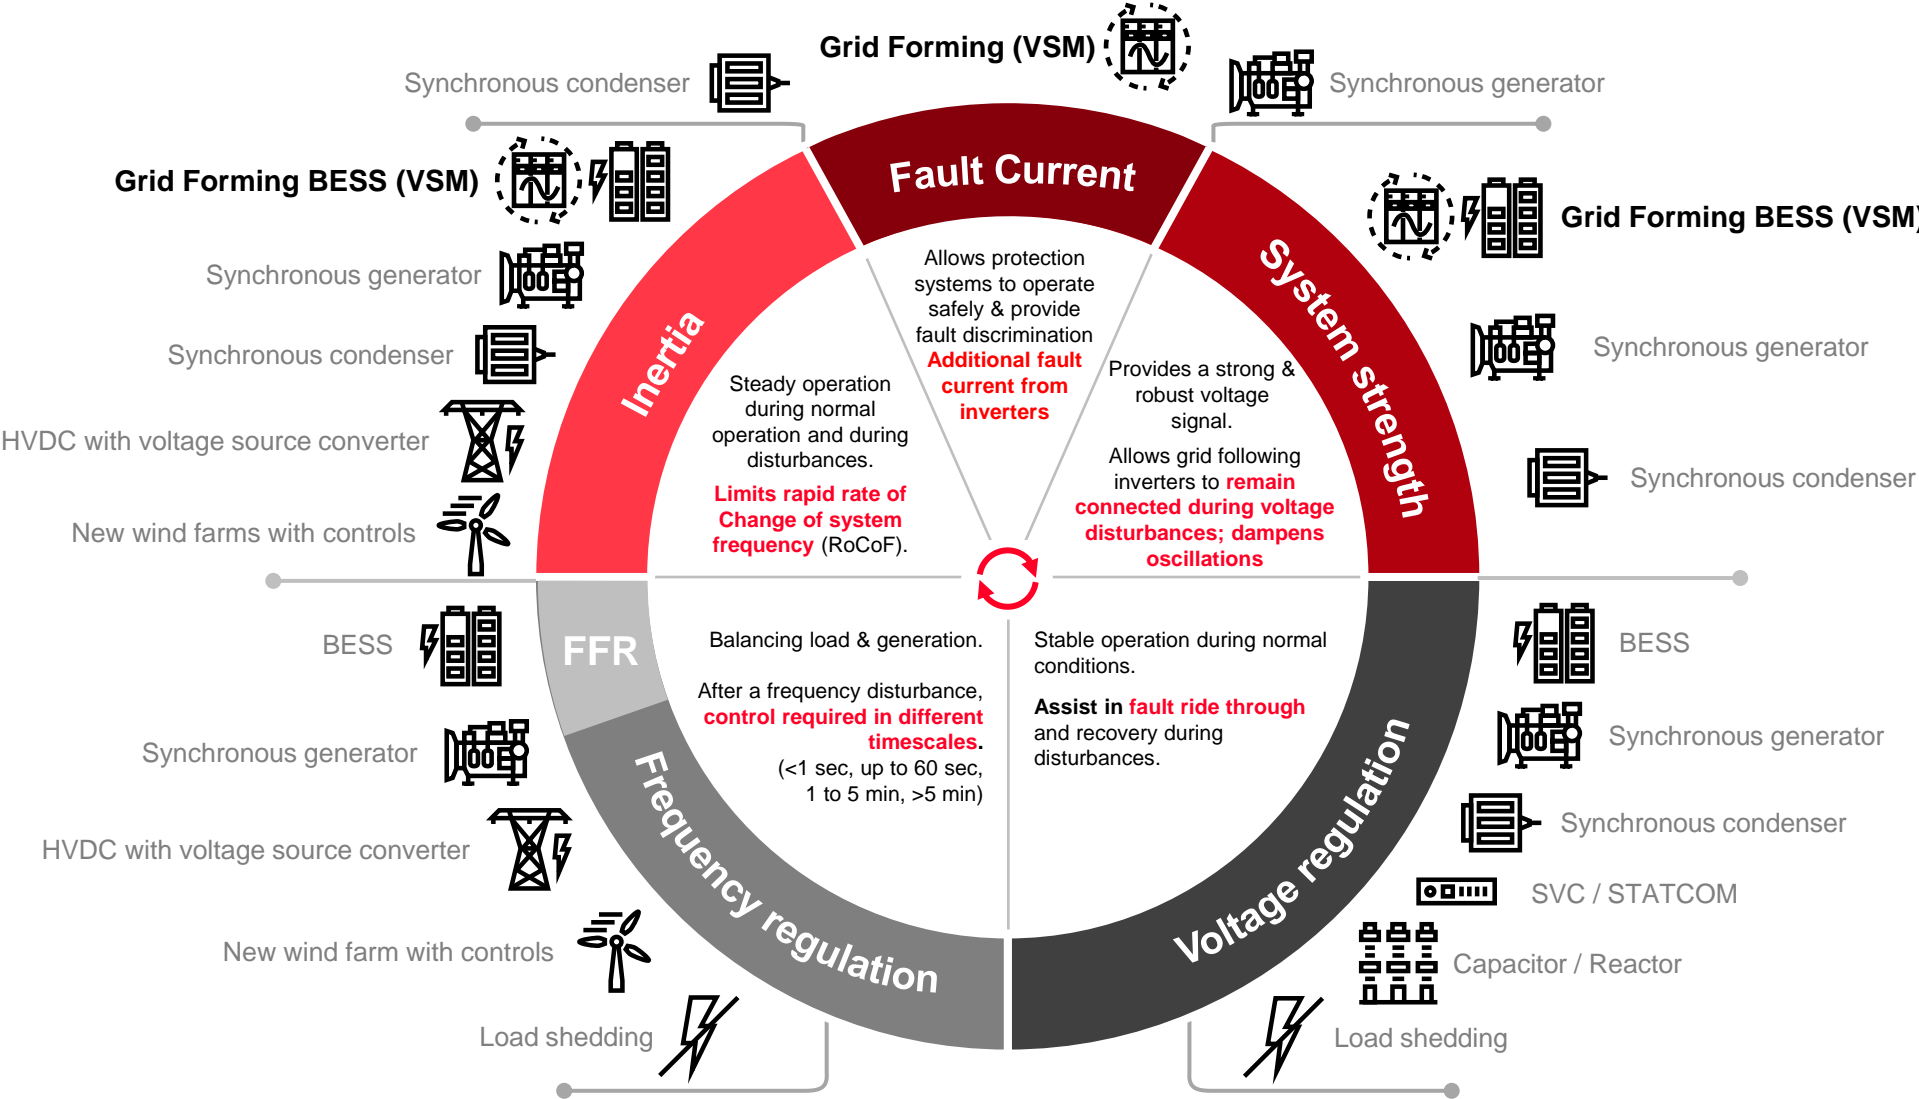 Grid Forming (VSM)
Synchronous condenser
Synchronous generator
Fault Current
Grid Forming BESS (VSM)
Grid Forming BESS (VSM)
Synchronous generator
Synchronous condenser
HVDC with voltage source converter
New wind farms with controls
Inertia
System strength
Synchronous generator
Synchronous condenser
Allows protection
systems to operate
safely & provide
fault discrimination
Additional fault
current from
inverters
Steady operation
during normal
operation and during
disturbances.
Limits rapid rate of
Change of system
frequency (RoCoF).
Provides a strong &
robust voltage
signal.
Allows grid following
inverters to remain
connected during voltage
disturbances; dampens
oscillations
BESS
FFR
Synchronous generator
HVDC with voltage source converter
New wind farm with controls
Load shedding
Frequency regulation
Balancing load & generation.
After a frequency disturbance,
control required in different
timescales.
(<1 sec, up to 60 sec,
1 to 5 min, >5 min)
Stable operation during normal
conditions.
Assist in fault ride through
and recovery during
disturbances.
Voltage regulation
BESS
Synchronous generator
Synchronous condenser
SVC / STATCOM
Capacitor / Reactor
Load shedding